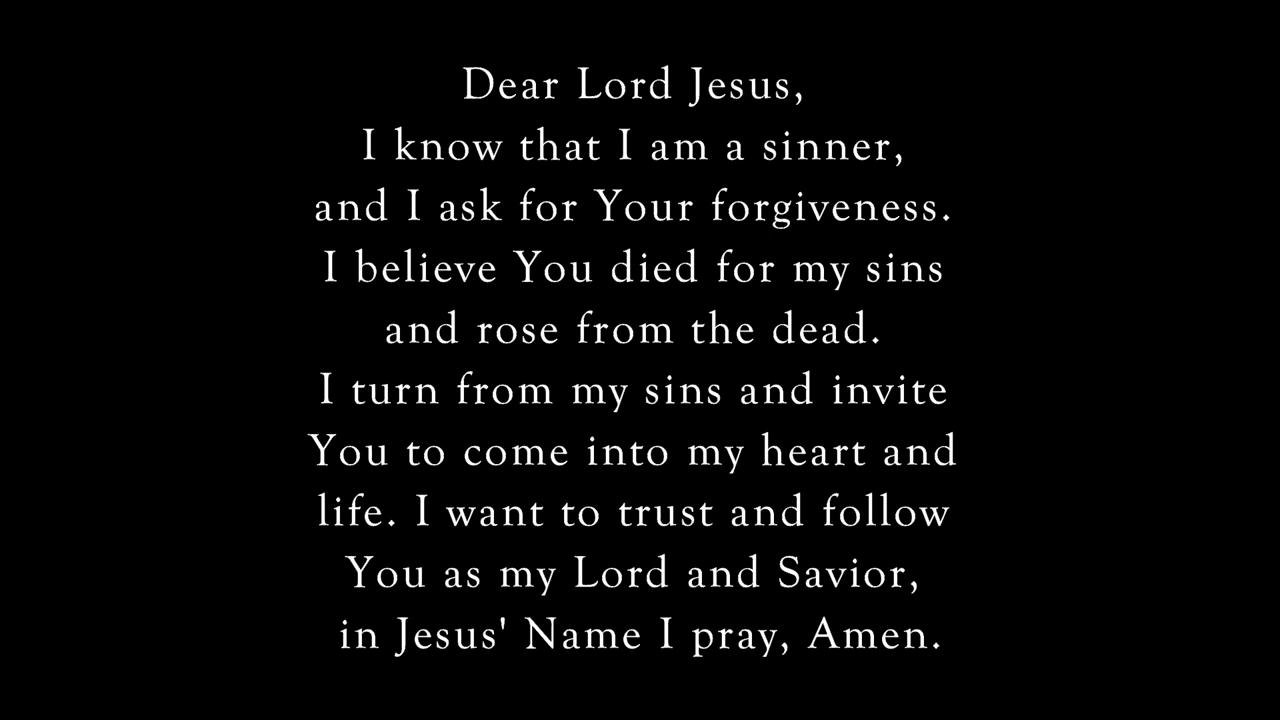 Dear Lord Jesus,
I know that I am a sinner,
and I ask for Your forgiveness.
I believe You died for my sins
and rose from the dead.
I turn from my sins and invite
You to come into my heart and
life. I want to trust and follow
You as my Lord and Savior,
in Jesus' Name I pray, Amen.